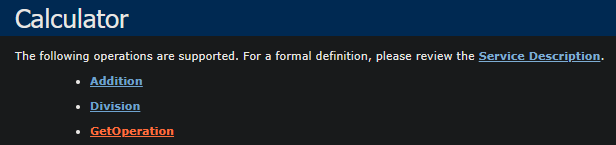 Calculator
The following operations are supported. For a formal definition, please review the Service Description.
Addition
Division
GetOperation